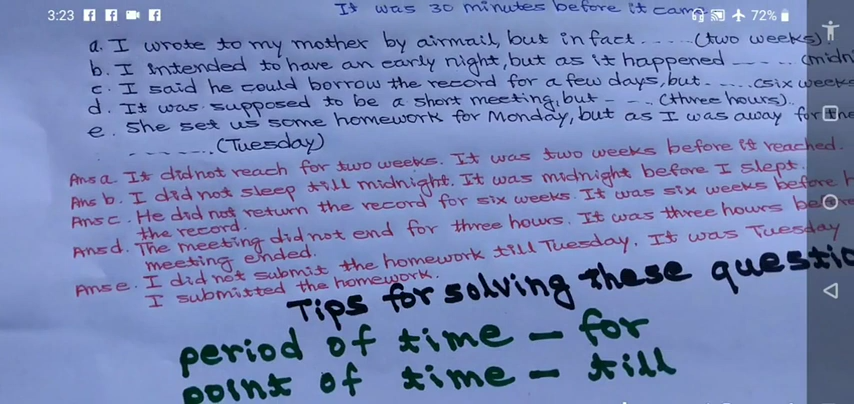 3:23
72%
It was 30 minutes before it came
a. I wrote to my mother by airmail, but in fact ....... (two weeks).
b. I intended to have an early night, but as it happened ..... (midn
c. I said he could borrow the record for a few days, but ..... (six weeks
d. It was supposed to be a short meeting, but - .... (three hours).
e. She set us some homework for Monday, but as I was away for the
....... (Tuesday)
Ans a. It did not reach for two weeks. It was two weeks before it reached.
Ans b. I did not sleep till midnight. It was midnight before I slept.
Ans c. He did not return the record for six weeks. It was six weeks before h
the record.
Ans d. The meeting did not end for three hours. It was three hours before
meeting ended.
Ans e. I did not submit the homework till Tuesday. It was Tuesday
I submitted the homework.
Tips for solving these questio
period of time – for
point of time – till